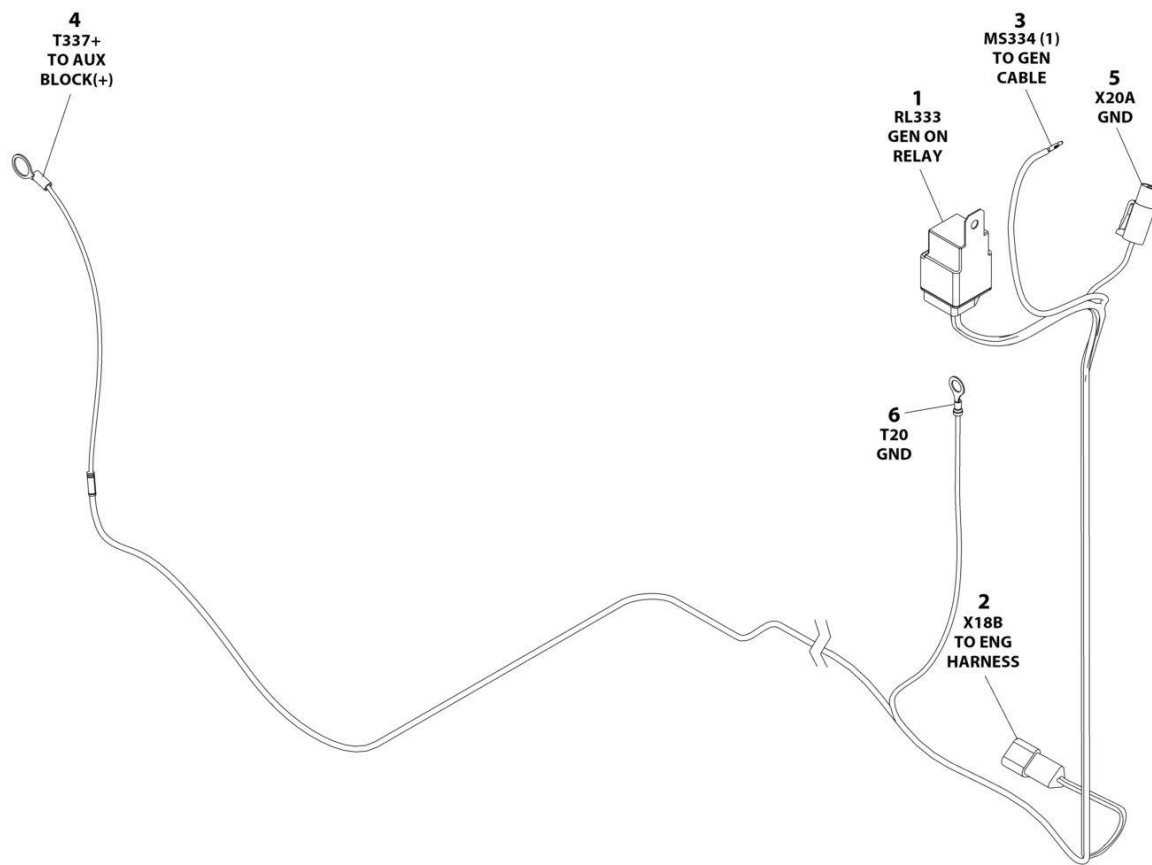 4
T337+
TO AUX
BLOCK(+)
3
MS334 (1)
TO GEN
CABLE
5
X20A
GND
1
RL333
GEN ON
RELAY
6
T20
GND
2
X18B
TO ENG
HARNESS